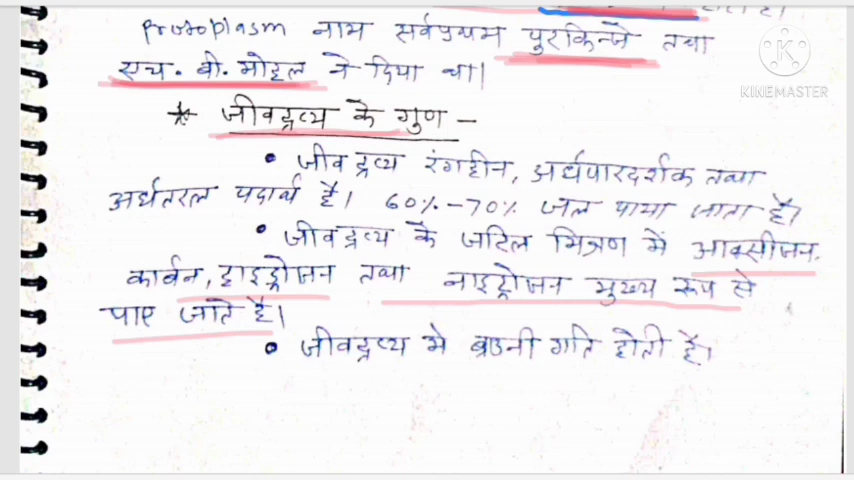 Protoplasm नाम सर्वप्रथम पुरकिन्जे तथा
एच. बी. मोहल ने दिया था।
* जीवद्रव्य के गुण -
• जीवद्रव्य रंगहीन, अर्धपारदर्शक तथा
अर्धतरल पदार्थ है। 60% - 70% जल पाया जाता है।
• जीवद्रव्य के जटिल मिश्रण में आक्सीजन,
कार्बन, हाइड्रोजन तथा नाइट्रोजन मुख्य रूप से
पाए जाते है।
• जीवद्रव्य मे ब्राउनी गति होती है।
KINEMASTER